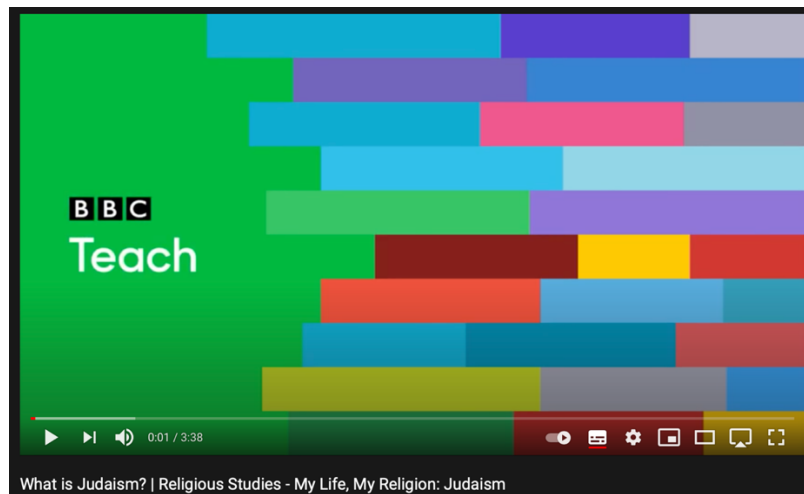 BBC
Teach
0:01 / 3:38
What is Judaism? | Religious Studies - My Life, My Religion: Judaism